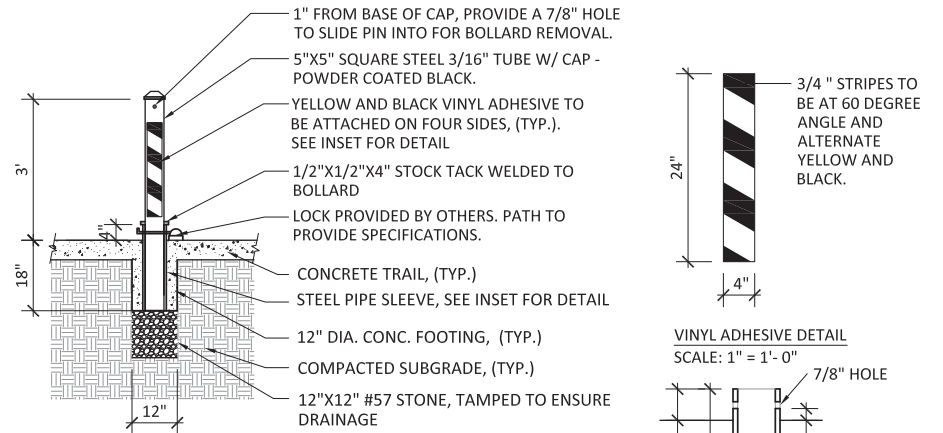 1" FROM BASE OF CAP, PROVIDE A 7/8" HOLE
TO SLIDE PIN INTO FOR BOLLARD REMOVAL.
5"X5" SQUARE STEEL 3/16" TUBE W/ CAP -
POWDER COATED BLACK.
YELLOW AND BLACK VINYL ADHESIVE TO
BE ATTACHED ON FOUR SIDES, (TYP.).
SEE INSET FOR DETAIL
1/2"X1/2"X4" STOCK TACK WELDED TO
BOLLARD
LOCK PROVIDED BY OTHERS. PATH TO
PROVIDE SPECIFICATIONS.
CONCRETE TRAIL, (TYP.)
STEEL PIPE SLEEVE, SEE INSET FOR DETAIL
12" DIA. CONC. FOOTING, (TYP.)
COMPACTED SUBGRADE, (TYP.)
12"X12" #57 STONE, TAMPED TO ENSURE
DRAINAGE
3'
4"
18"
12"
3/4 " STRIPES TO
BE AT 60 DEGREE
ANGLE AND
ALTERNATE
YELLOW AND
BLACK.
24"
4"
VINYL ADHESIVE DETAIL
SCALE: 1" = 1'- 0"
7/8" HOLE